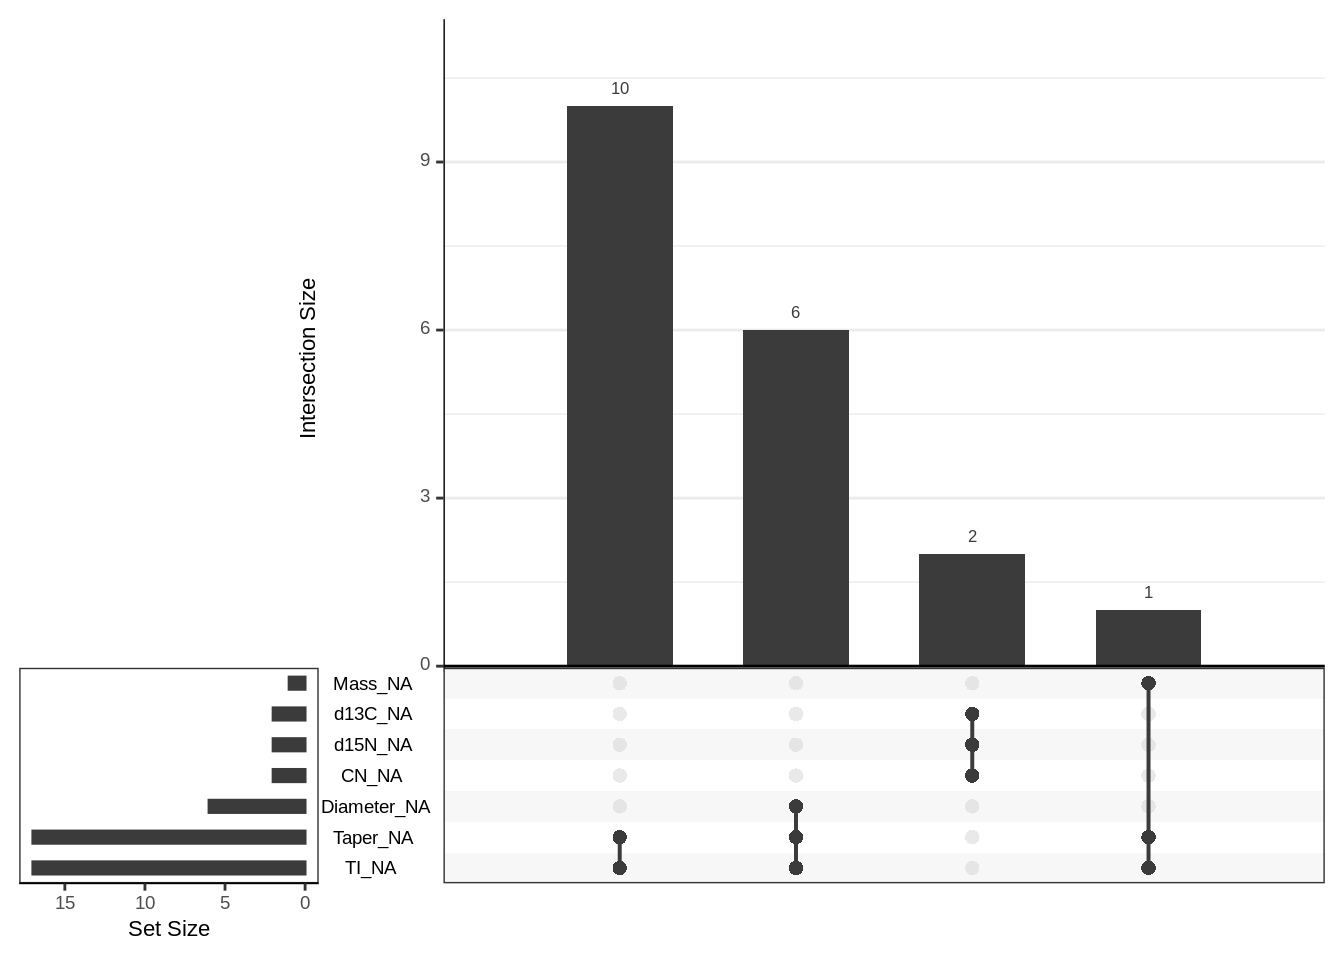 10
9
6
6
3
2
1
0
Intersection Size
Mass_NA
d13C_NA
d15N_NA
CN_NA
Diameter_NA
Taper_NA
TI_NA
15 10 5 0
Set Size